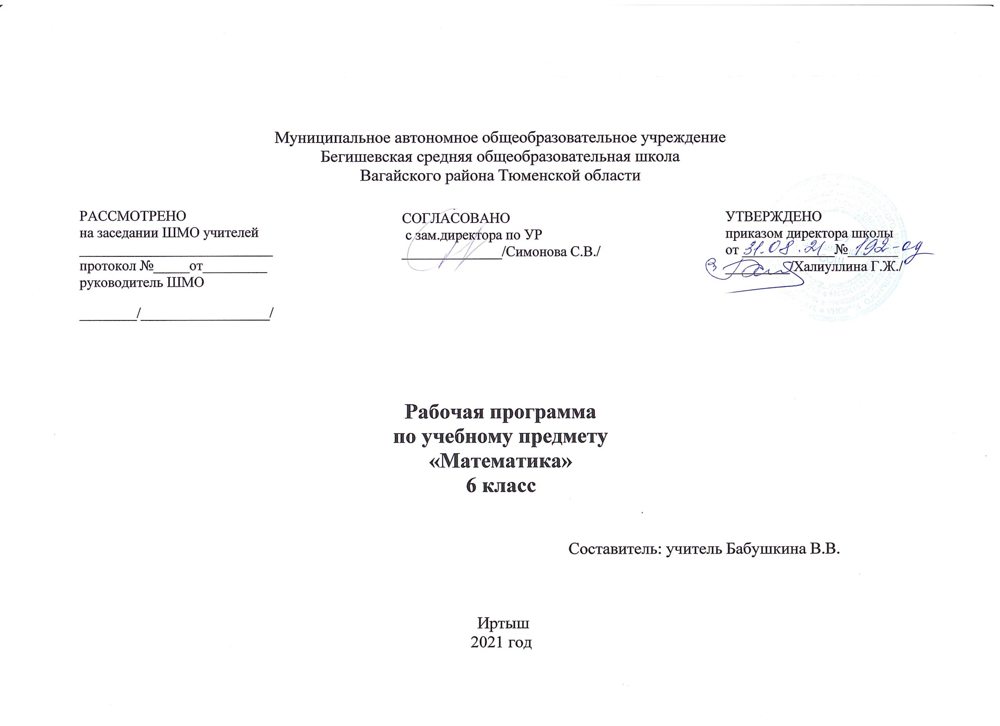 Муниципальное автономное общеобразовательное учреждение
Бегишевская средняя общеобразовательная школа
Вагайского района Тюменской области
РАССМОТРЕНО
на заседании ШМО учителей
___________________________
протокол №_____от_________
руководитель ШМО
________/__________________/
СОГЛАСОВАНО
с зам.директора по УР
______________/Симонова С.В./
УТВЕРЖДЕНО
приказом директора школы
от 31.08.21 № 192-од
_________/Халиуллина Г.Ж./
Рабочая программа
по учебному предмету
«Математика»
6 класс
Составитель: учитель Бабушкина В.В.
Иртыш
2021 год